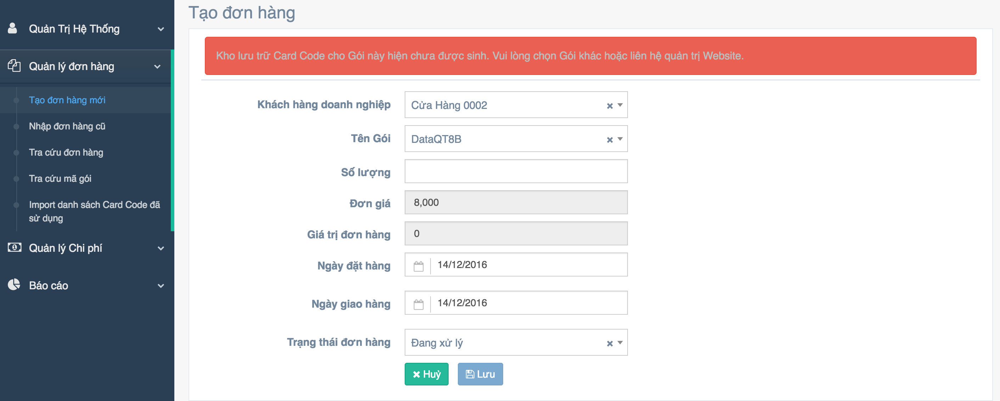 Quản Trị Hệ Thống
Quản lý đơn hàng
Tạo đơn hàng mới
Nhập đơn hàng cũ
Tra cứu đơn hàng
Tra cứu mã gói
Import danh sách Card Code đã
sử dụng
Quản lý Chi phí
Báo cáo
Tạo đơn hàng
Kho lưu trữ Card Code cho Gói này hiện chưa được sinh. Vui lòng chọn Gói khác hoặc liên hệ quản trị Website.
Khách hàng doanh nghiệp Cửa Hàng 0002
Tên Gói DataQT8B
Số lượng
Đơn giá 8,000
Giá trị đơn hàng 0
Ngày đặt hàng 14/12/2016
Ngày giao hàng 14/12/2016
Trạng thái đơn hàng Đang xử lý
Huỷ Lưu